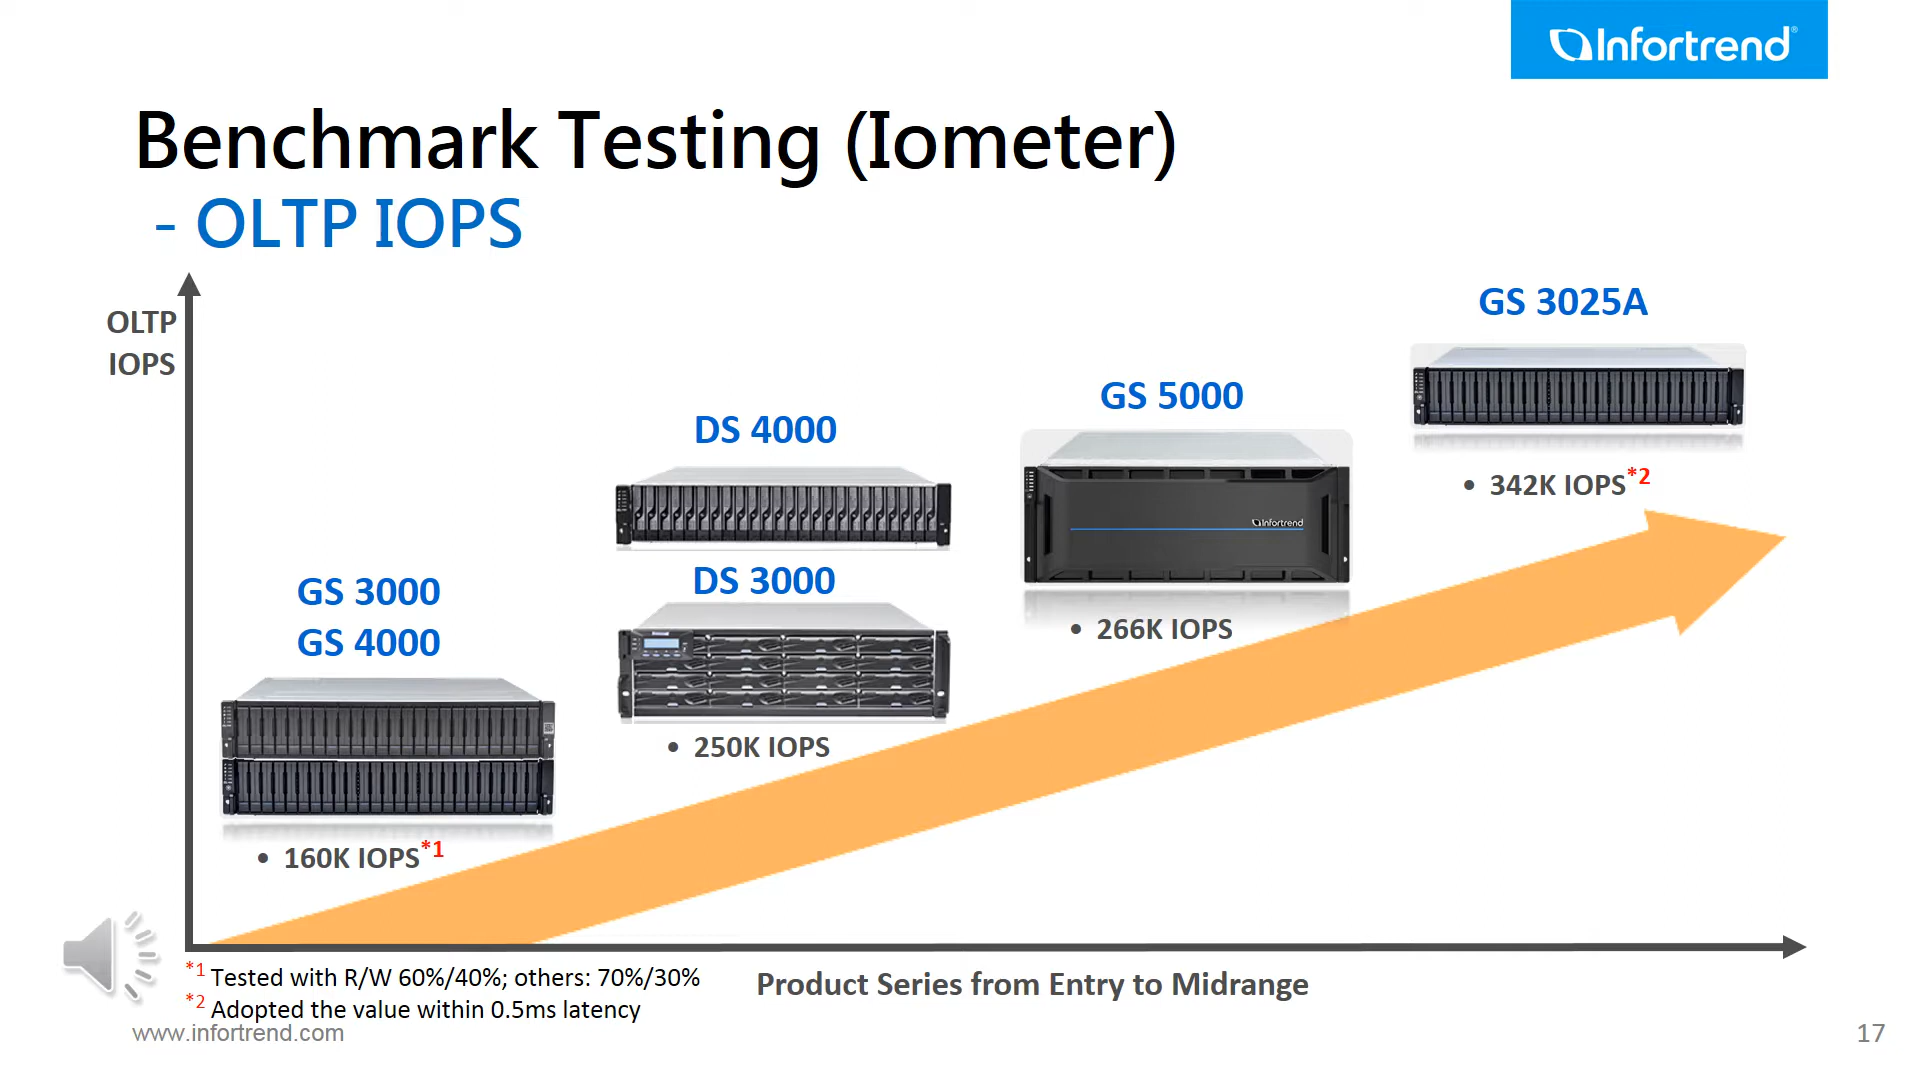 Infortrend®
Benchmark Testing (Iometer)
- OLTP IOPS
OLTP
IOPS
GS 3000
GS 4000
• 160K IOPS*1
DS 4000
DS 3000
• 250K IOPS
GS 5000
Infortrend
• 266K IOPS
GS 3025A
• 342K IOPS*2
*1 Tested with R/W 60%/40%; others: 70%/30%
*2 Adopted the value within 0.5ms latency
Product Series from Entry to Midrange
www.infortrend.com
17